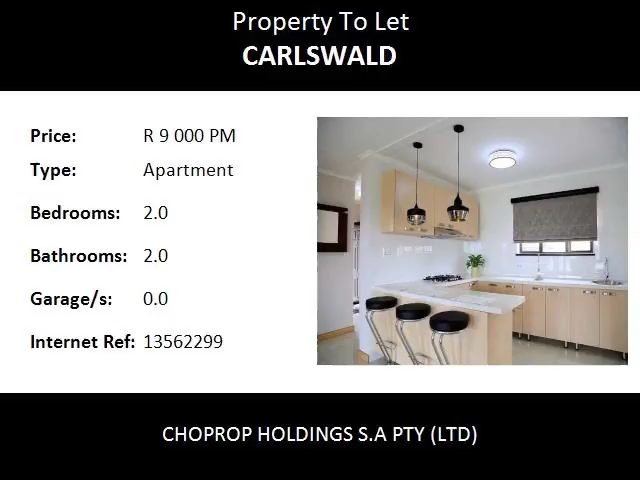 Property To Let
CARLSWALD
Price: R 9 000 PM
Type: Apartment
Bedrooms: 2.0
Bathrooms: 2.0
Garage/s: 0.0
Internet Ref: 13562299
CHOPROP HOLDINGS S.A PTY (LTD)